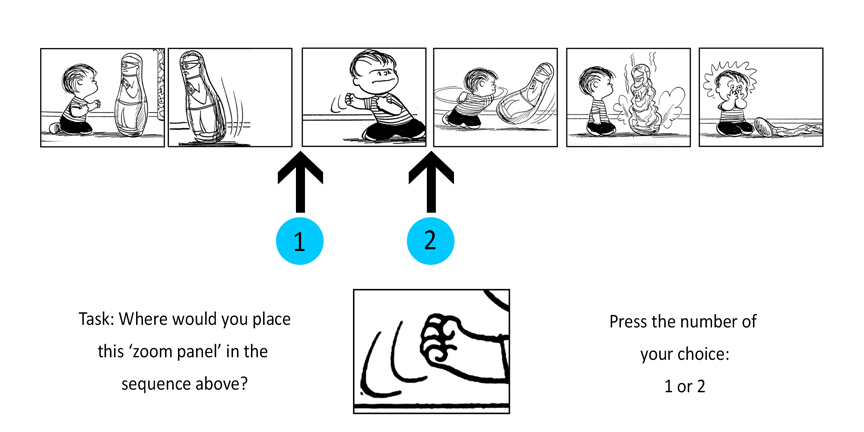 1
2
Task: Where would you place
this ‘zoom panel’ in the
sequence above?
Press the number of
your choice:
1 or 2